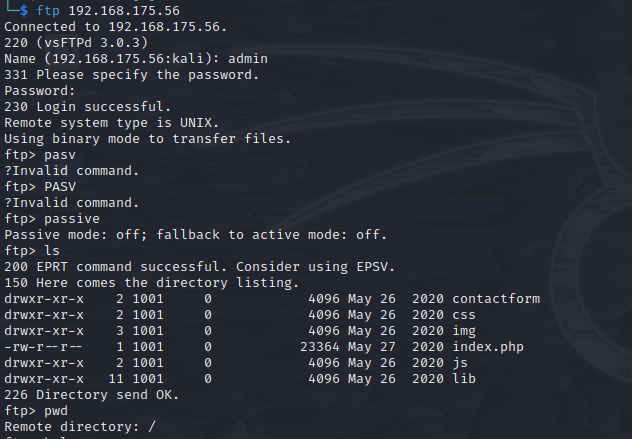 └─$ ftp 192.168.175.56
Connected to 192.168.175.56.
220 (vsFTPd 3.0.3)
Name (192.168.175.56:kali): admin
331 Please specify the password.
Password:
230 Login successful.
Remote system type is UNIX.
Using binary mode to transfer files.
ftp> pasv
?Invalid command.
ftp> PASV
?Invalid command.
ftp> passive
Passive mode: off; fallback to active mode: off.
ftp> ls
200 EPRT command successful. Consider using EPSV.
150 Here comes the directory listing.
drwxr-xr-x    2 1001     0            4096 May 26  2020 contactform
drwxr-xr-x    2 1001     0            4096 May 26  2020 css
drwxr-xr-x    3 1001     0            4096 May 26  2020 img
-rw-r--r--    1 1001     0           23364 May 27  2020 index.php
drwxr-xr-x    2 1001     0            4096 May 26  2020 js
drwxr-xr-x   11 1001     0            4096 May 26  2020 lib
226 Directory send OK.
ftp> pwd
Remote directory: /